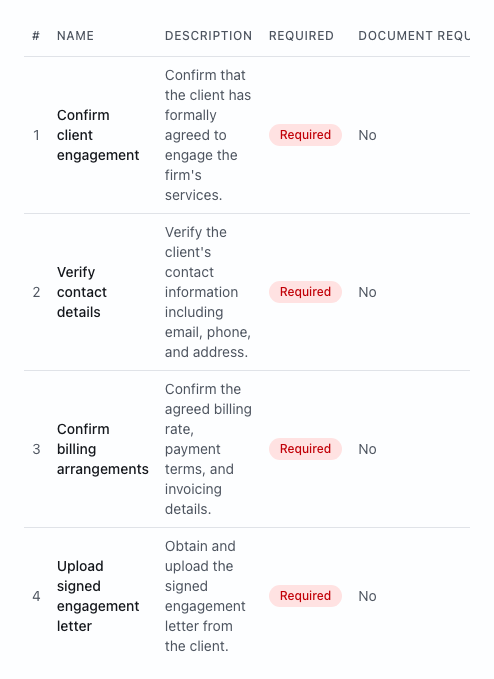 # NAME DESCRIPTION REQUIRED DOCUMENT REQU
1 Confirm client engagement Confirm that the client has formally agreed to engage the firm's services. Required No
2 Verify contact details Verify the client's contact information including email, phone, and address. Required No
3 Confirm billing arrangements Confirm the agreed billing rate, payment terms, and invoicing details. Required No
4 Upload signed engagement letter Obtain and upload the signed engagement letter from the client. Required No